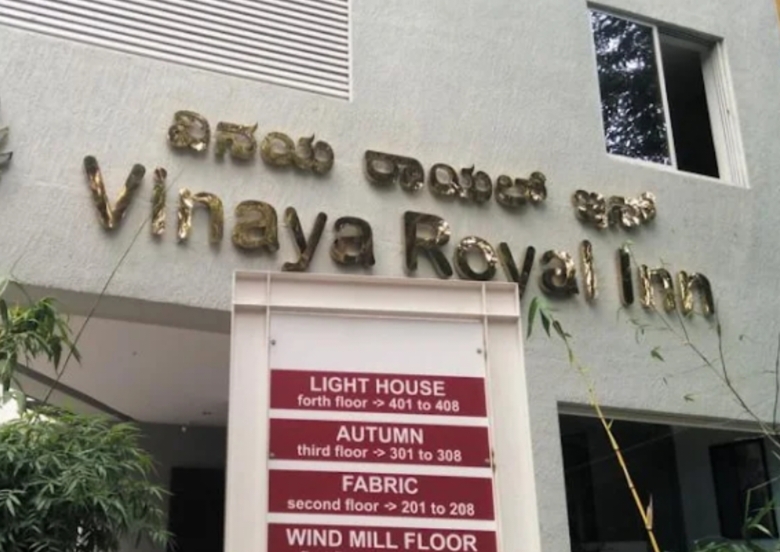 ವಿನಯ ರಾಯಲ್ ಇನ್
Vinaya Royal Inn
LIGHT HOUSE
forth floor -> 401 to 408
AUTUMN
third floor -> 301 to 308
FABRIC
second floor -> 201 to 208
WIND MILL FLOOR